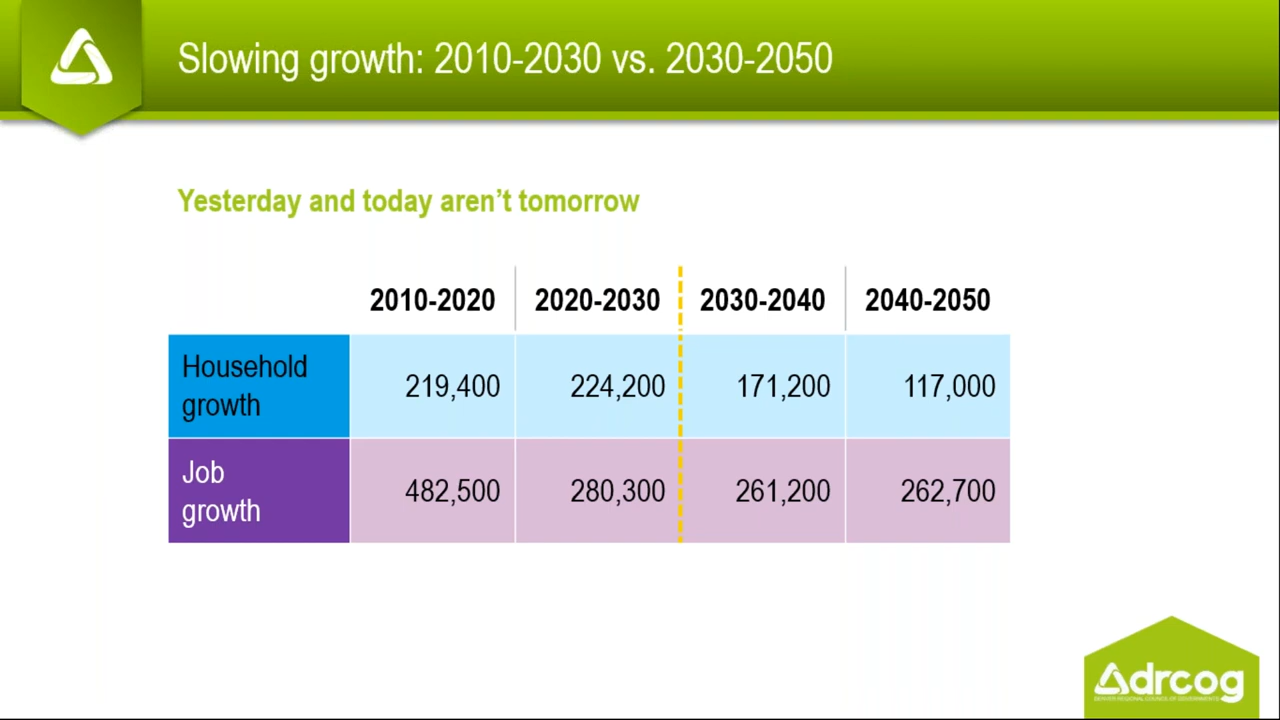 Slowing growth: 2010-2030 vs. 2030-2050
Yesterday and today aren't tomorrow
2010-2020 2020-2030 2030-2040 2040-2050
Household
growth
219,400 224,200 171,200 117,000
Job
growth
482,500 280,300 261,200 262,700
drcog
DENVER REGIONAL COUNCIL OF GOVERNMENTS